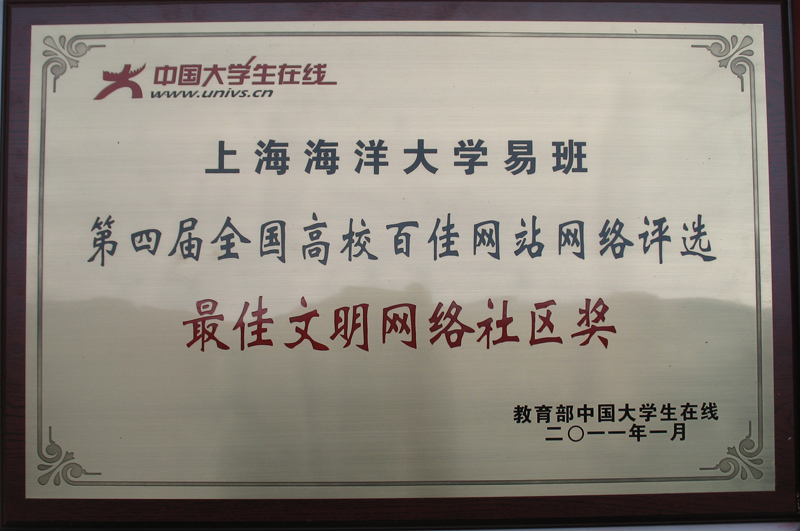 中国大学生在线
www.univs.cn
上海海洋大学易班
第四届全国高校百佳网站网络评选
最佳文明网络社区奖
教育部中国大学生在线
二〇一一年一月